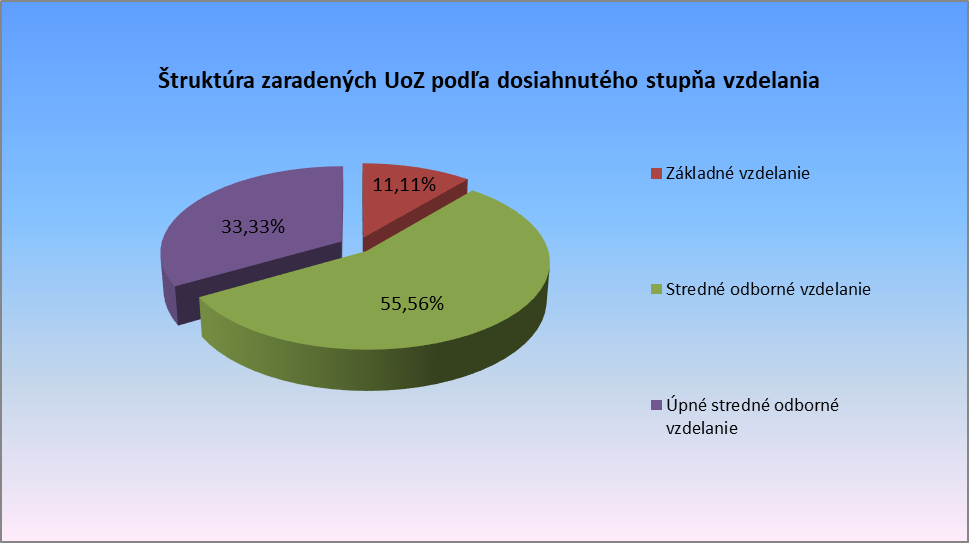 Štruktúra zaradených UoZ podľa dosiahnutého stupňa vzdelania
11,11%
33,33%
55,56%
Základné vzdelanie
Stredné odborné vzdelanie
Úpné stredné odborné
vzdelanie